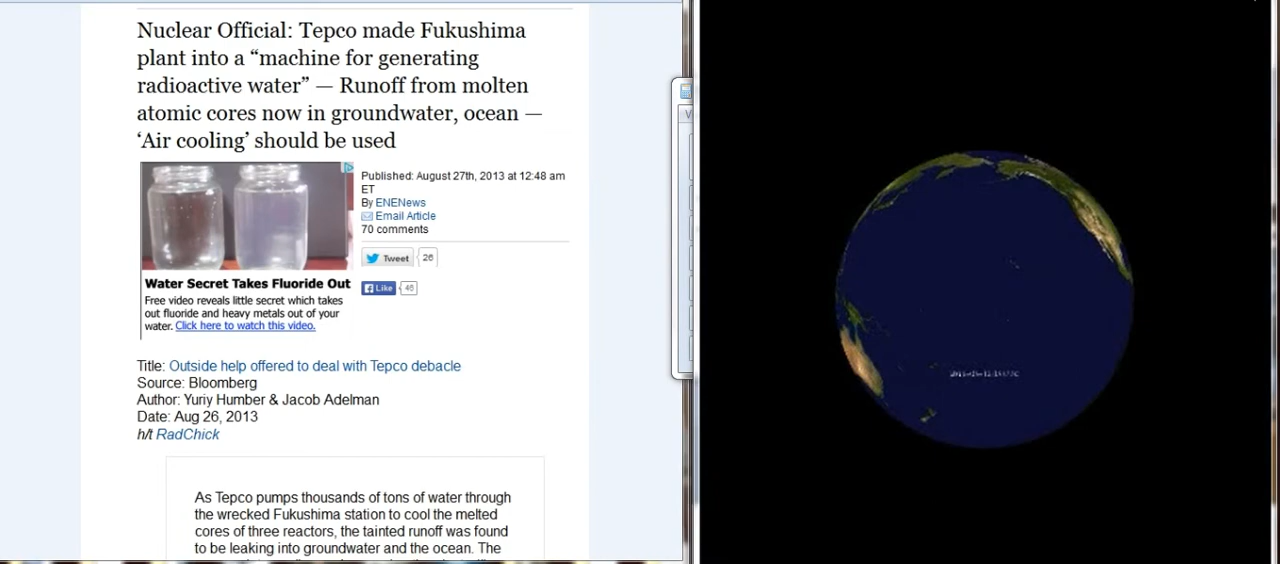 Nuclear Official: Tepco made Fukushima
plant into a “machine for generating
radioactive water” — Runoff from molten
atomic cores now in groundwater, ocean —
‘Air cooling’ should be used
Published: August 27th, 2013 at 12:48 am
ET
By ENENews
Email Article
70 comments
Tweet 26
Like 46
Water Secret Takes Fluoride Out
Free video reveals little secret which takes
out fluoride and heavy metals out of your
water. Click here to watch this video.
Title: Outside help offered to deal with Tepco debacle
Source: Bloomberg
Author: Yuriy Humber & Jacob Adelman
Date: Aug 26, 2013
h/t RadChick
As Tepco pumps thousands of tons of water through
the wrecked Fukushima station to cool the melted
cores of three reactors, the tainted runoff was found
to be leaking into groundwater and the ocean. The
V